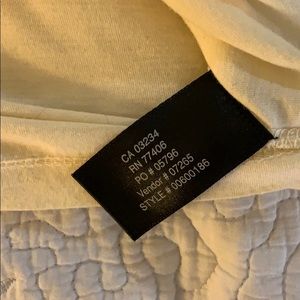 CA 03234
RN 77406
PO # 05796
Vendor # 07265
STYLE # 00600186